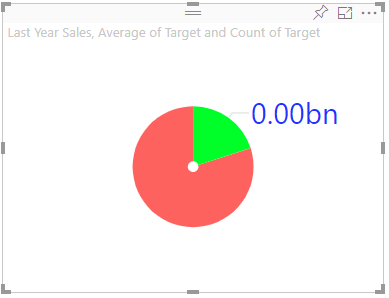 Last Year Sales, Average of Target and Count of Target
0.00bn